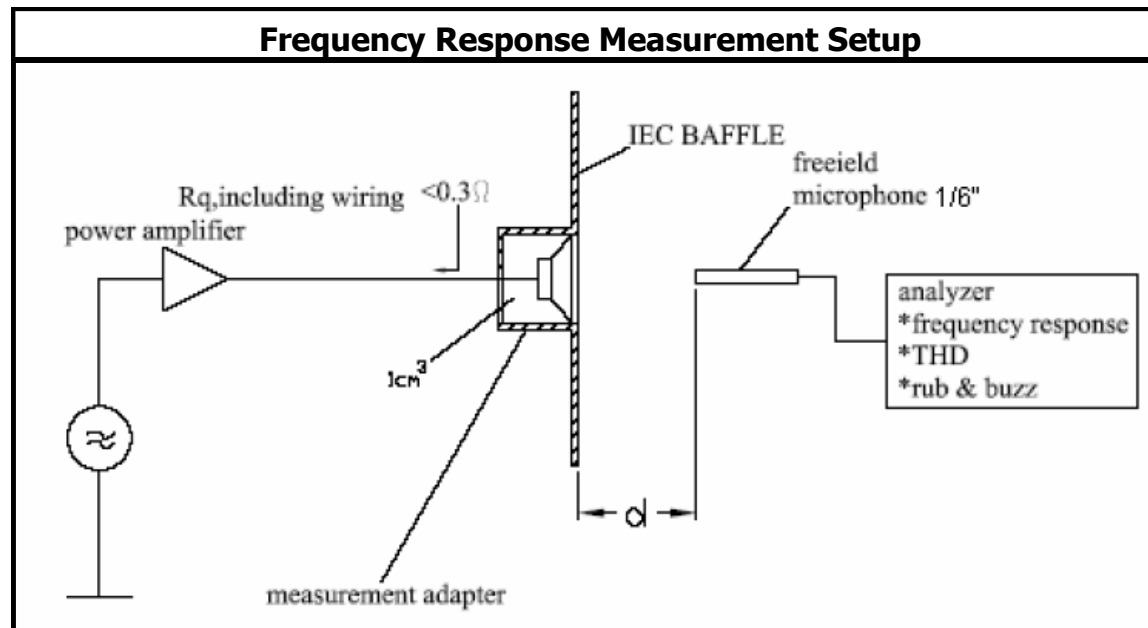 Frequency Response Measurement Setup
IEC BAFFLE
freeield
microphone 1/6"
Rq,including wiring <0.3Ω
power amplifier
analyzer
*frequency response
*THD
*rub & buzz
1cm³
d
measurement adapter